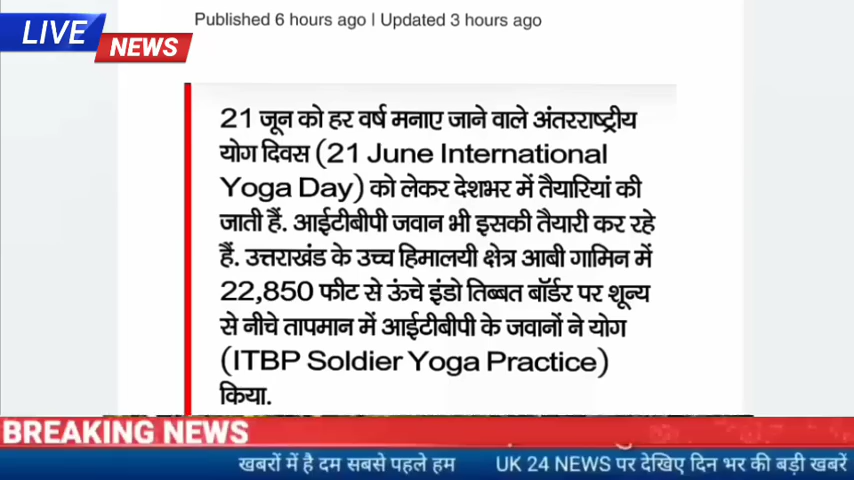 Published 6 hours ago | Updated 3 hours ago
LIVE
NEWS
21 जून को हर वर्ष मनाए जाने वाले अंतरराष्ट्रीय
योग दिवस (21 June International
Yoga Day) को लेकर देशभर में तैयारियां की
जाती हैं. आईटीबीपी जवान भी इसकी तैयारी कर रहे
हैं. उत्तराखंड के उच्च हिमालयी क्षेत्र आबी गामिन में
22,850 फीट से ऊंचे इंडो तिब्बत बॉर्डर पर शून्य
से नीचे तापमान में आईटीबीपी के जवानों ने योग
(ITBP Soldier Yoga Practice)
किया.
BREAKING NEWS
खबरों में है दम सबसे पहले हम UK 24 NEWS पर देखिए दिन भर की बड़ी खबरें